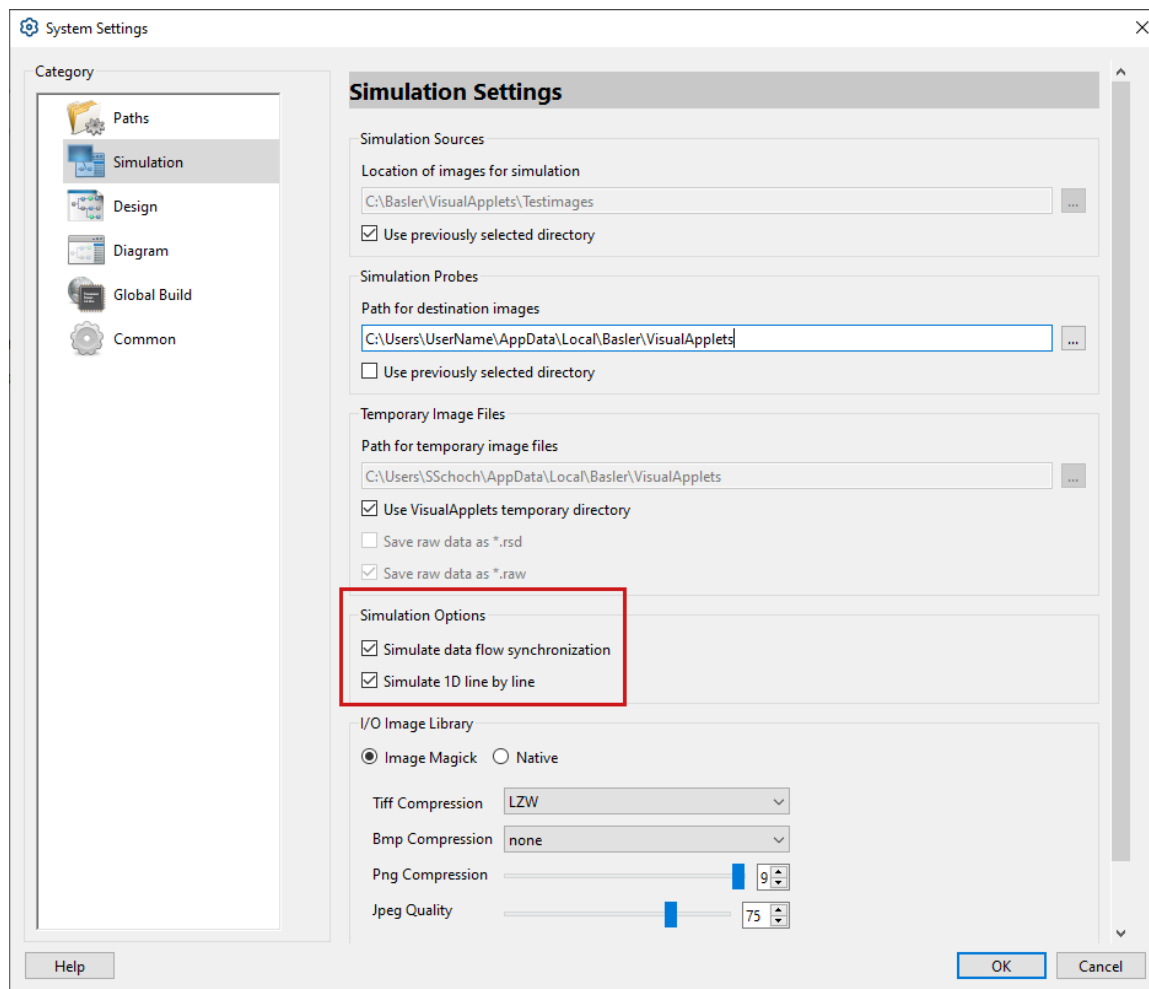 System Settings
Category
Paths
Simulation
Design
Diagram
Global Build
Common
Simulation Settings
Simulation Sources
Location of images for simulation
C:\Basler\VisualApplets\Testimages
...
Use previously selected directory
Simulation Probes
Path for destination images
C:\Users\UserName\AppData\Local\Basler\VisualApplets
...
Use previously selected directory
Temporary Image Files
Path for temporary image files
C:\Users\SSchoch\AppData\Local\Basler\VisualApplets
...
Use VisualApplets temporary directory
Save raw data as *.rsd
Save raw data as *.raw
Simulation Options
Simulate data flow synchronization
Simulate 1D line by line
I/O Image Library
Image Magick Native
Tiff Compression LZW
Bmp Compression none
Png Compression 9
Jpeg Quality 75
Help OK Cancel